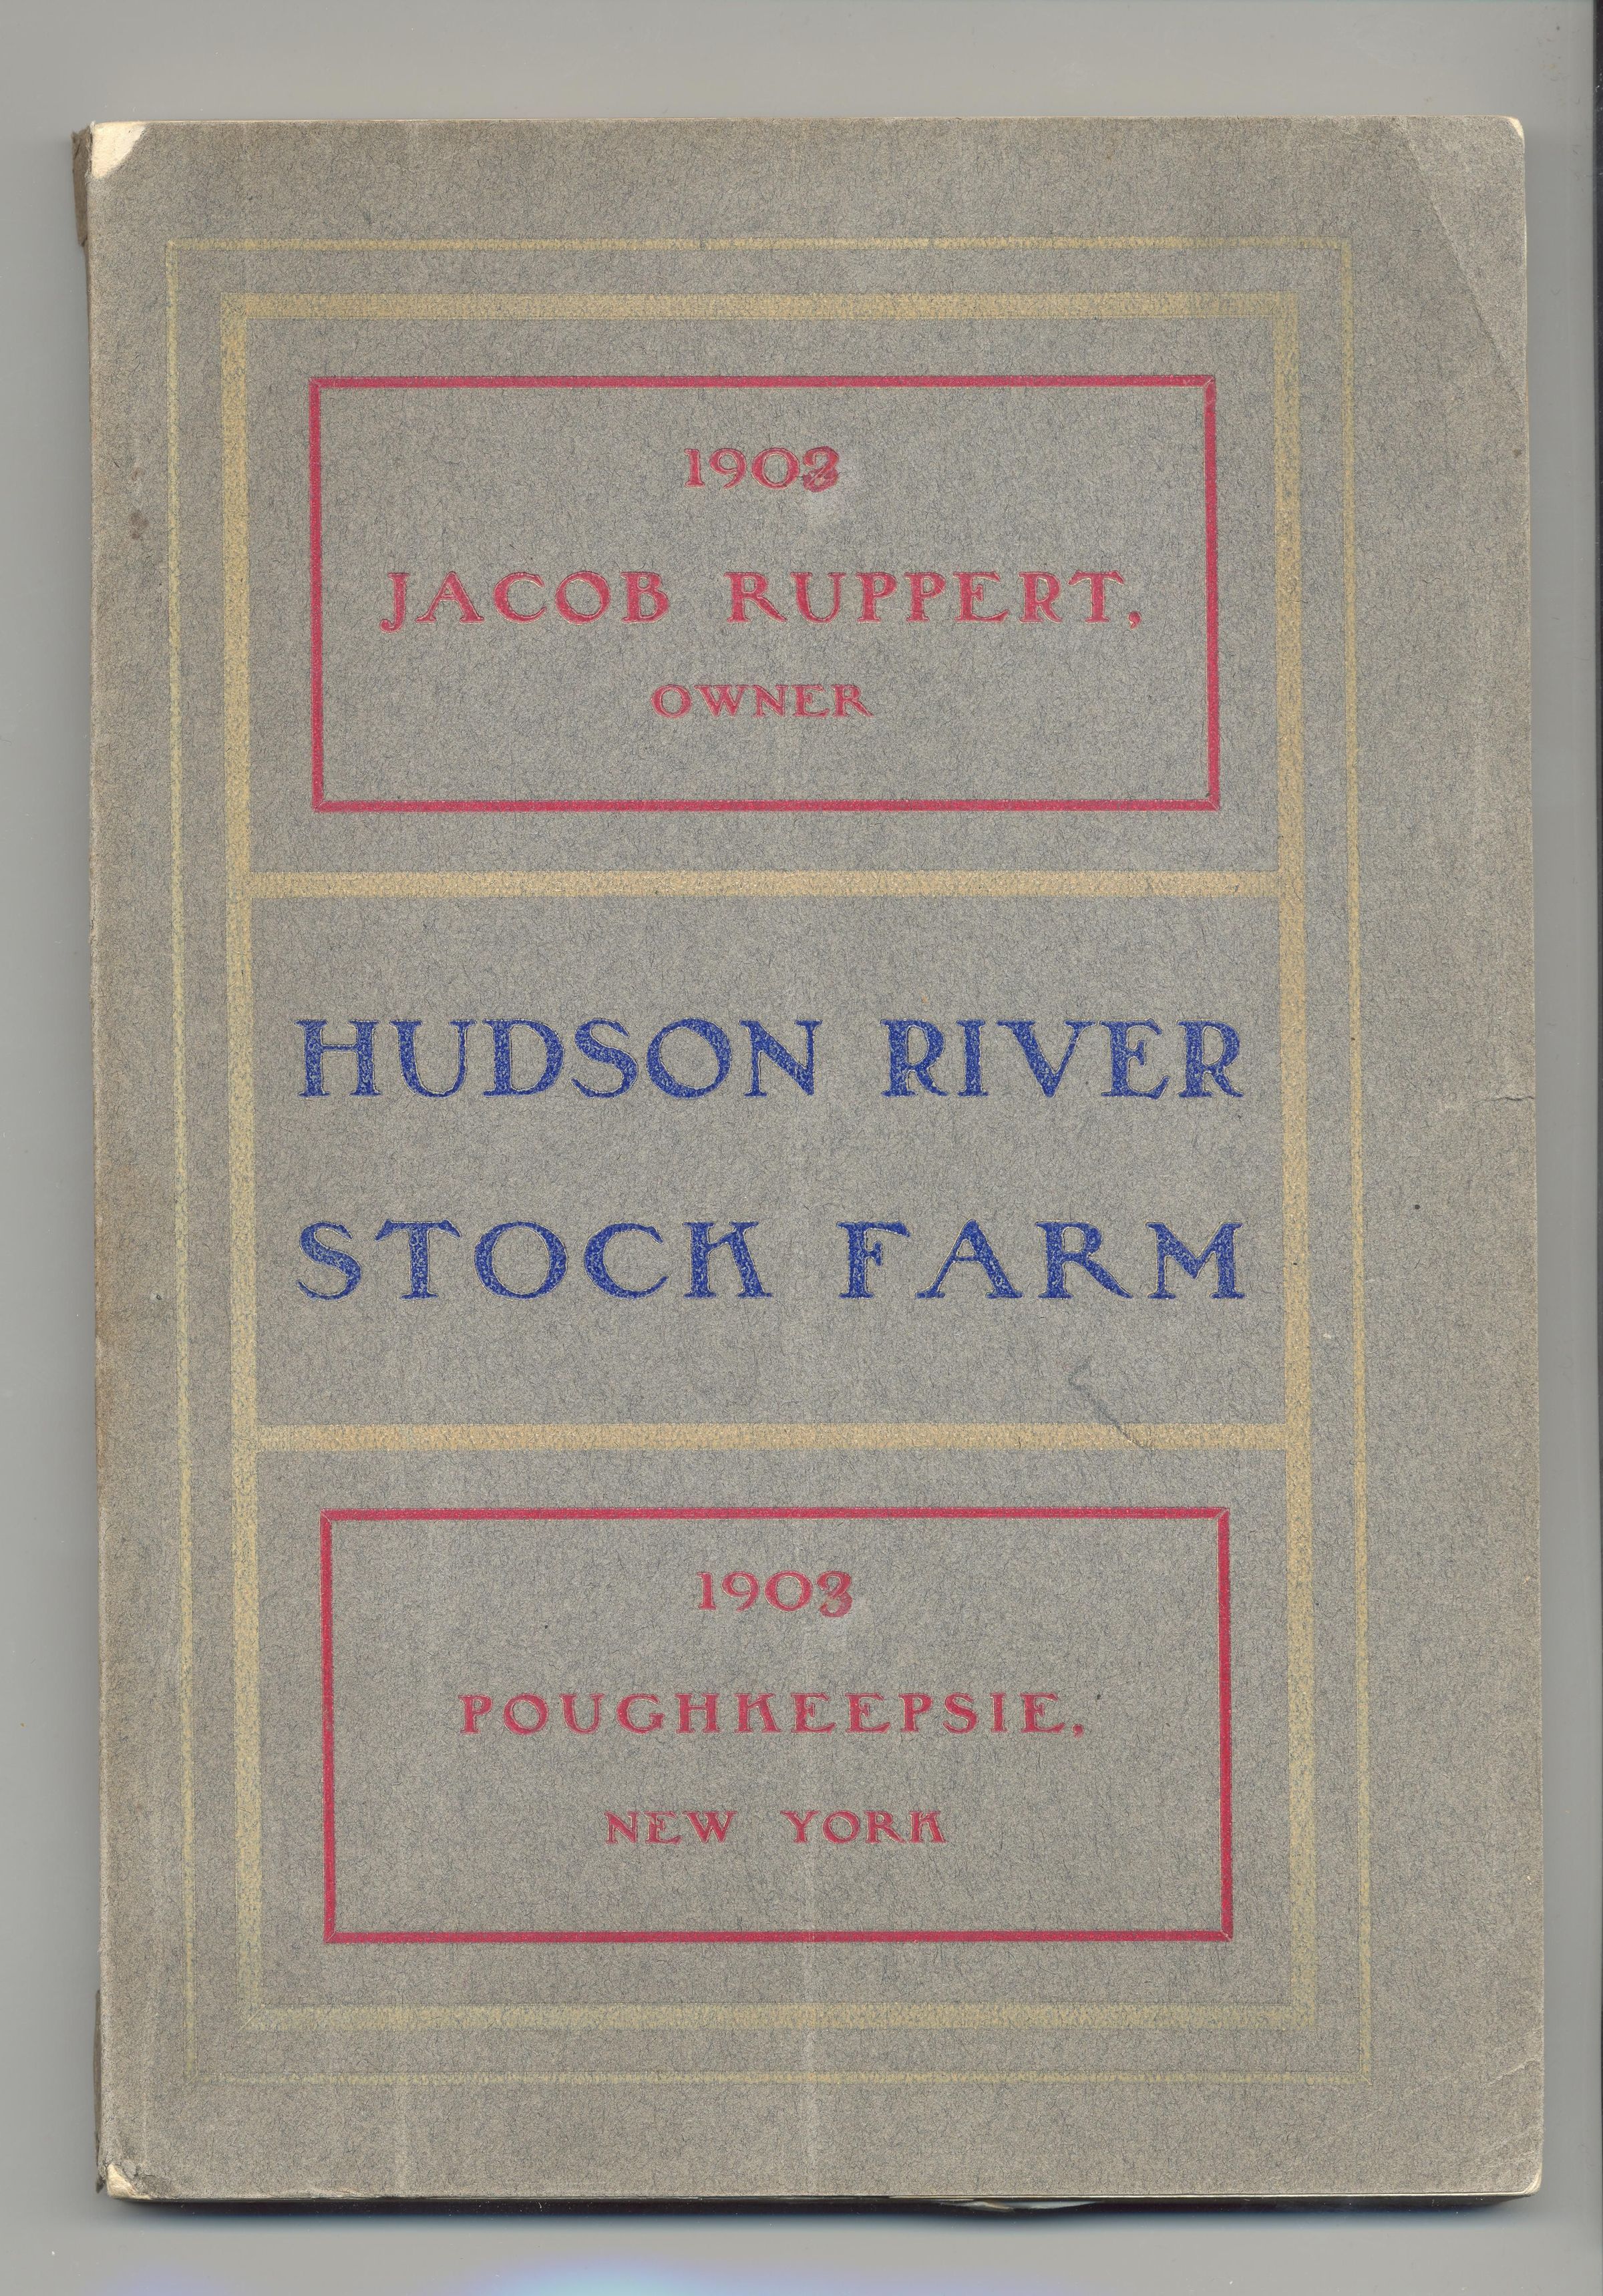 1903
JACOB RUPPERT,
OWNER
HUDSON RIVER
STOCK FARM
1903
POUGHKEEPSIE,
NEW YORK